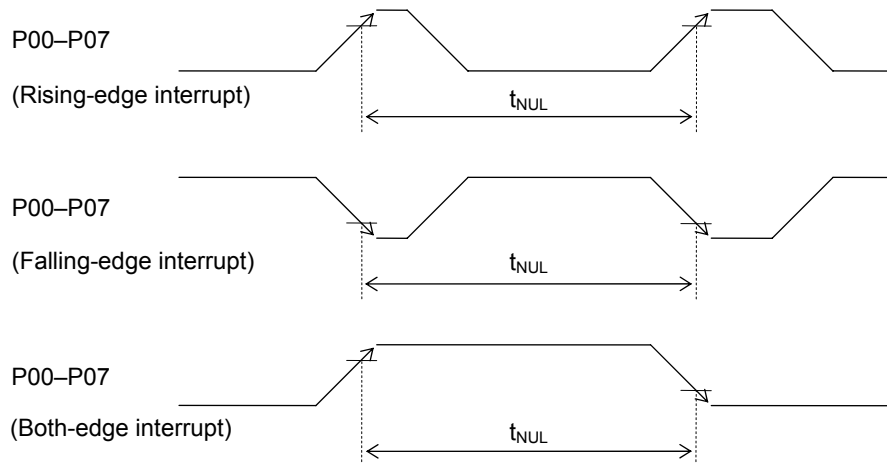 P00–P07
(Rising-edge interrupt)
tNUL
P00–P07
(Falling-edge interrupt)
tNUL
P00–P07
(Both-edge interrupt)
tNUL